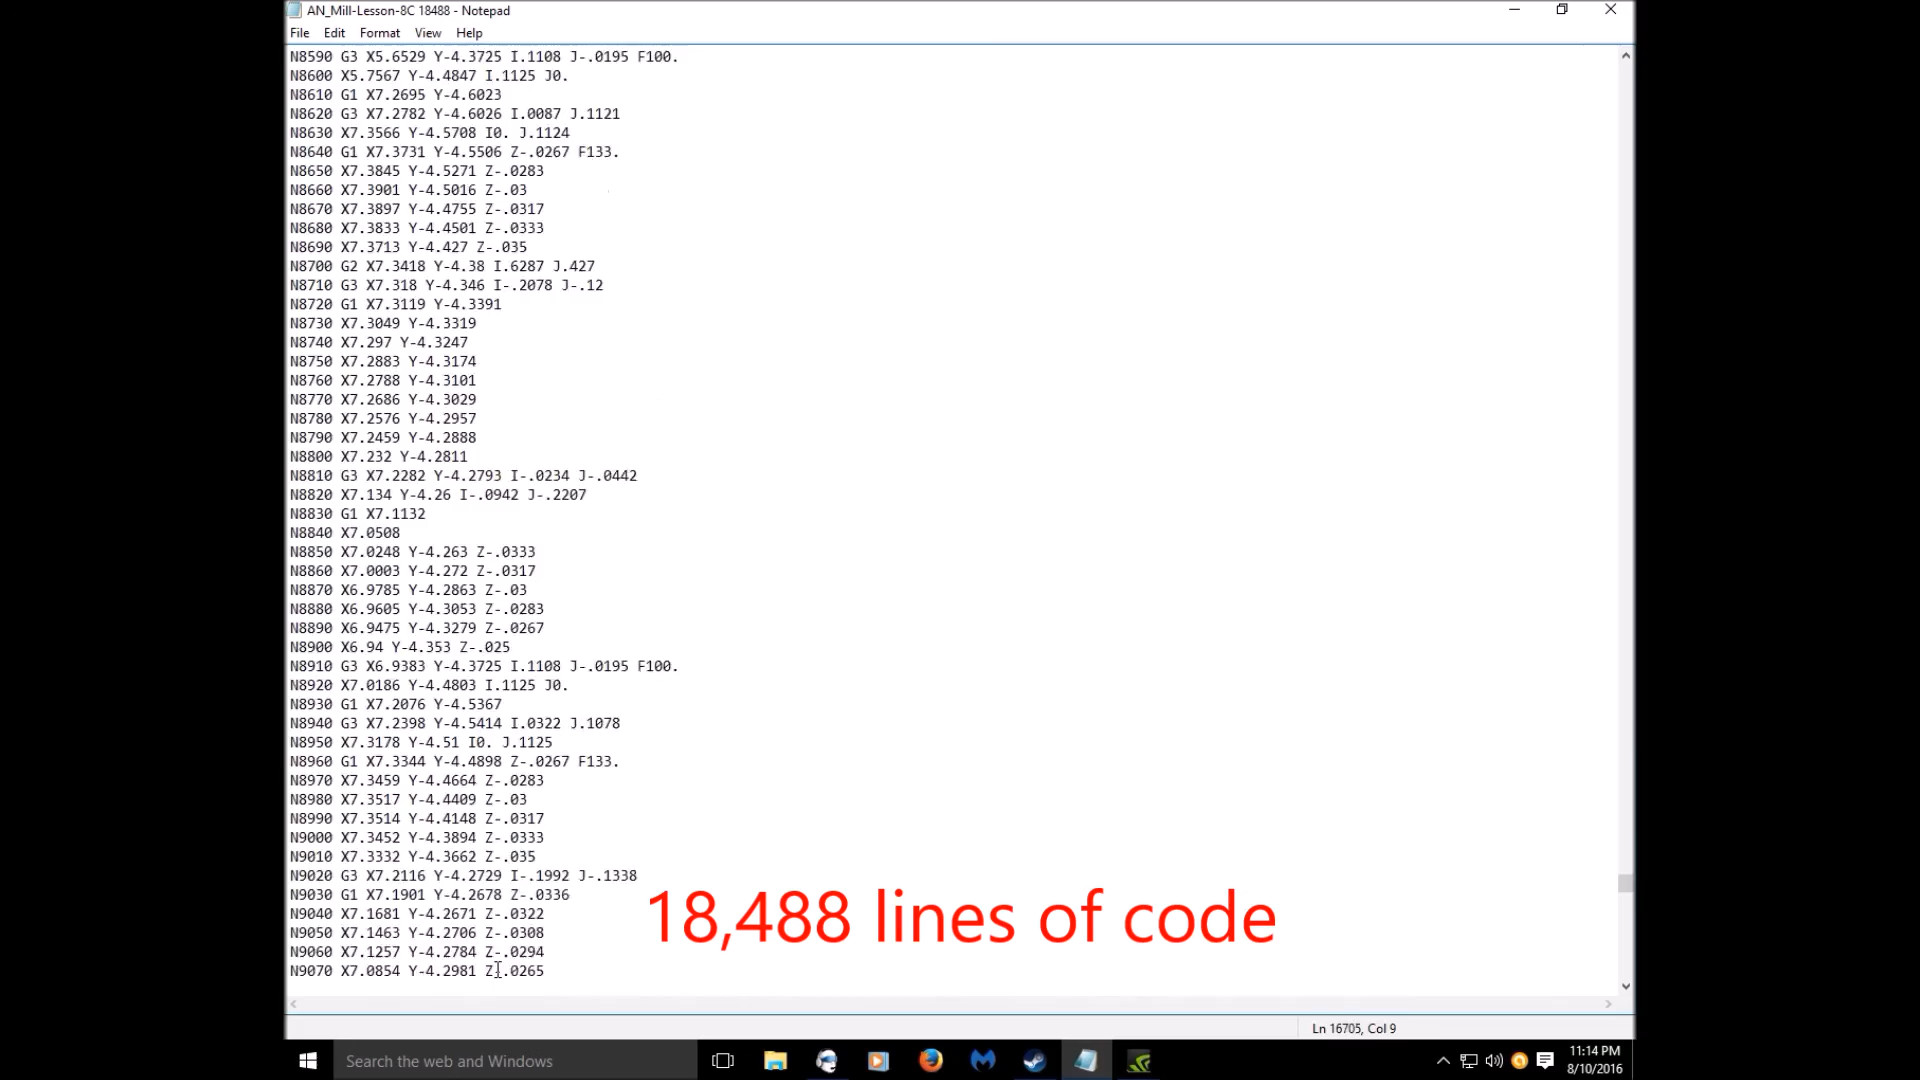 AN_Mill-Lesson-8C 18488 - Notepad
File Edit Format View Help
N8590 G3 X5.6529 Y-4.3725 I.1108 J-.0195 F100.
N8600 X5.7567 Y-4.4847 I.1125 J0.
N8610 G1 X7.2695 Y-4.6023
N8620 G3 X7.2782 Y-4.6026 I.0087 J.1121
N8630 X7.3566 Y-4.5708 I0. J.1124
N8640 G1 X7.3731 Y-4.5506 Z-.0267 F133.
N8650 X7.3845 Y-4.5271 Z-.0283
N8660 X7.3901 Y-4.5016 Z-.03
N8670 X7.3897 Y-4.4755 Z-.0317
N8680 X7.3833 Y-4.4501 Z-.0333
N8690 X7.3713 Y-4.427 Z-.035
N8700 G2 X7.3418 Y-4.38 I.6287 J.427
N8710 G3 X7.318 Y-4.346 I-.2078 J-.12
N8720 G1 X7.3119 Y-4.3391
N8730 X7.3049 Y-4.3319
N8740 X7.297 Y-4.3247
N8750 X7.2883 Y-4.3174
N8760 X7.2788 Y-4.3101
N8770 X7.2686 Y-4.3029
N8780 X7.2576 Y-4.2957
N8790 X7.2459 Y-4.2888
N8800 X7.232 Y-4.2811
N8810 G3 X7.2282 Y-4.2793 I-.0234 J-.0442
N8820 X7.134 Y-4.26 I-.0942 J-.2207
N8830 G1 X7.1132
N8840 X7.0508
N8850 X7.0248 Y-4.263 Z-.0333
N8860 X7.0003 Y-4.272 Z-.0317
N8870 X6.9785 Y-4.2863 Z-.03
N8880 X6.9605 Y-4.3053 Z-.0283
N8890 X6.9475 Y-4.3279 Z-.0267
N8900 X6.94 Y-4.353 Z-.025
N8910 G3 X6.9383 Y-4.3725 I.1108 J-.0195 F100.
N8920 X7.0186 Y-4.4803 I.1125 J0.
N8930 G1 X7.2076 Y-4.5367
N8940 G3 X7.2398 Y-4.5414 I.0322 J.1078
N8950 X7.3178 Y-4.51 I0. J.1125
N8960 G1 X7.3344 Y-4.4898 Z-.0267 F133.
N8970 X7.3459 Y-4.4664 Z-.0283
N8980 X7.3517 Y-4.4409 Z-.03
N8990 X7.3514 Y-4.4148 Z-.0317
N9000 X7.3452 Y-4.3894 Z-.0333
N9010 X7.3332 Y-4.3662 Z-.035
N9020 G3 X7.2116 Y-4.2729 I-.1992 J-.1338
N9030 G1 X7.1901 Y-4.2678 Z-.0336
N9040 X7.1681 Y-4.2671 Z-.0322
N9050 X7.1463 Y-4.2706 Z-.0308
N9060 X7.1257 Y-4.2784 Z-.0294
N9070 X7.0854 Y-4.2981 Z-.0265
18,488 lines of code
Ln 16705, Col 9
Search the web and Windows
11:14 PM
8/10/2016